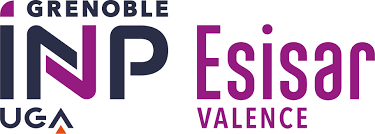 GRENOBLE
INP
UGA
Esisar
VALENCE